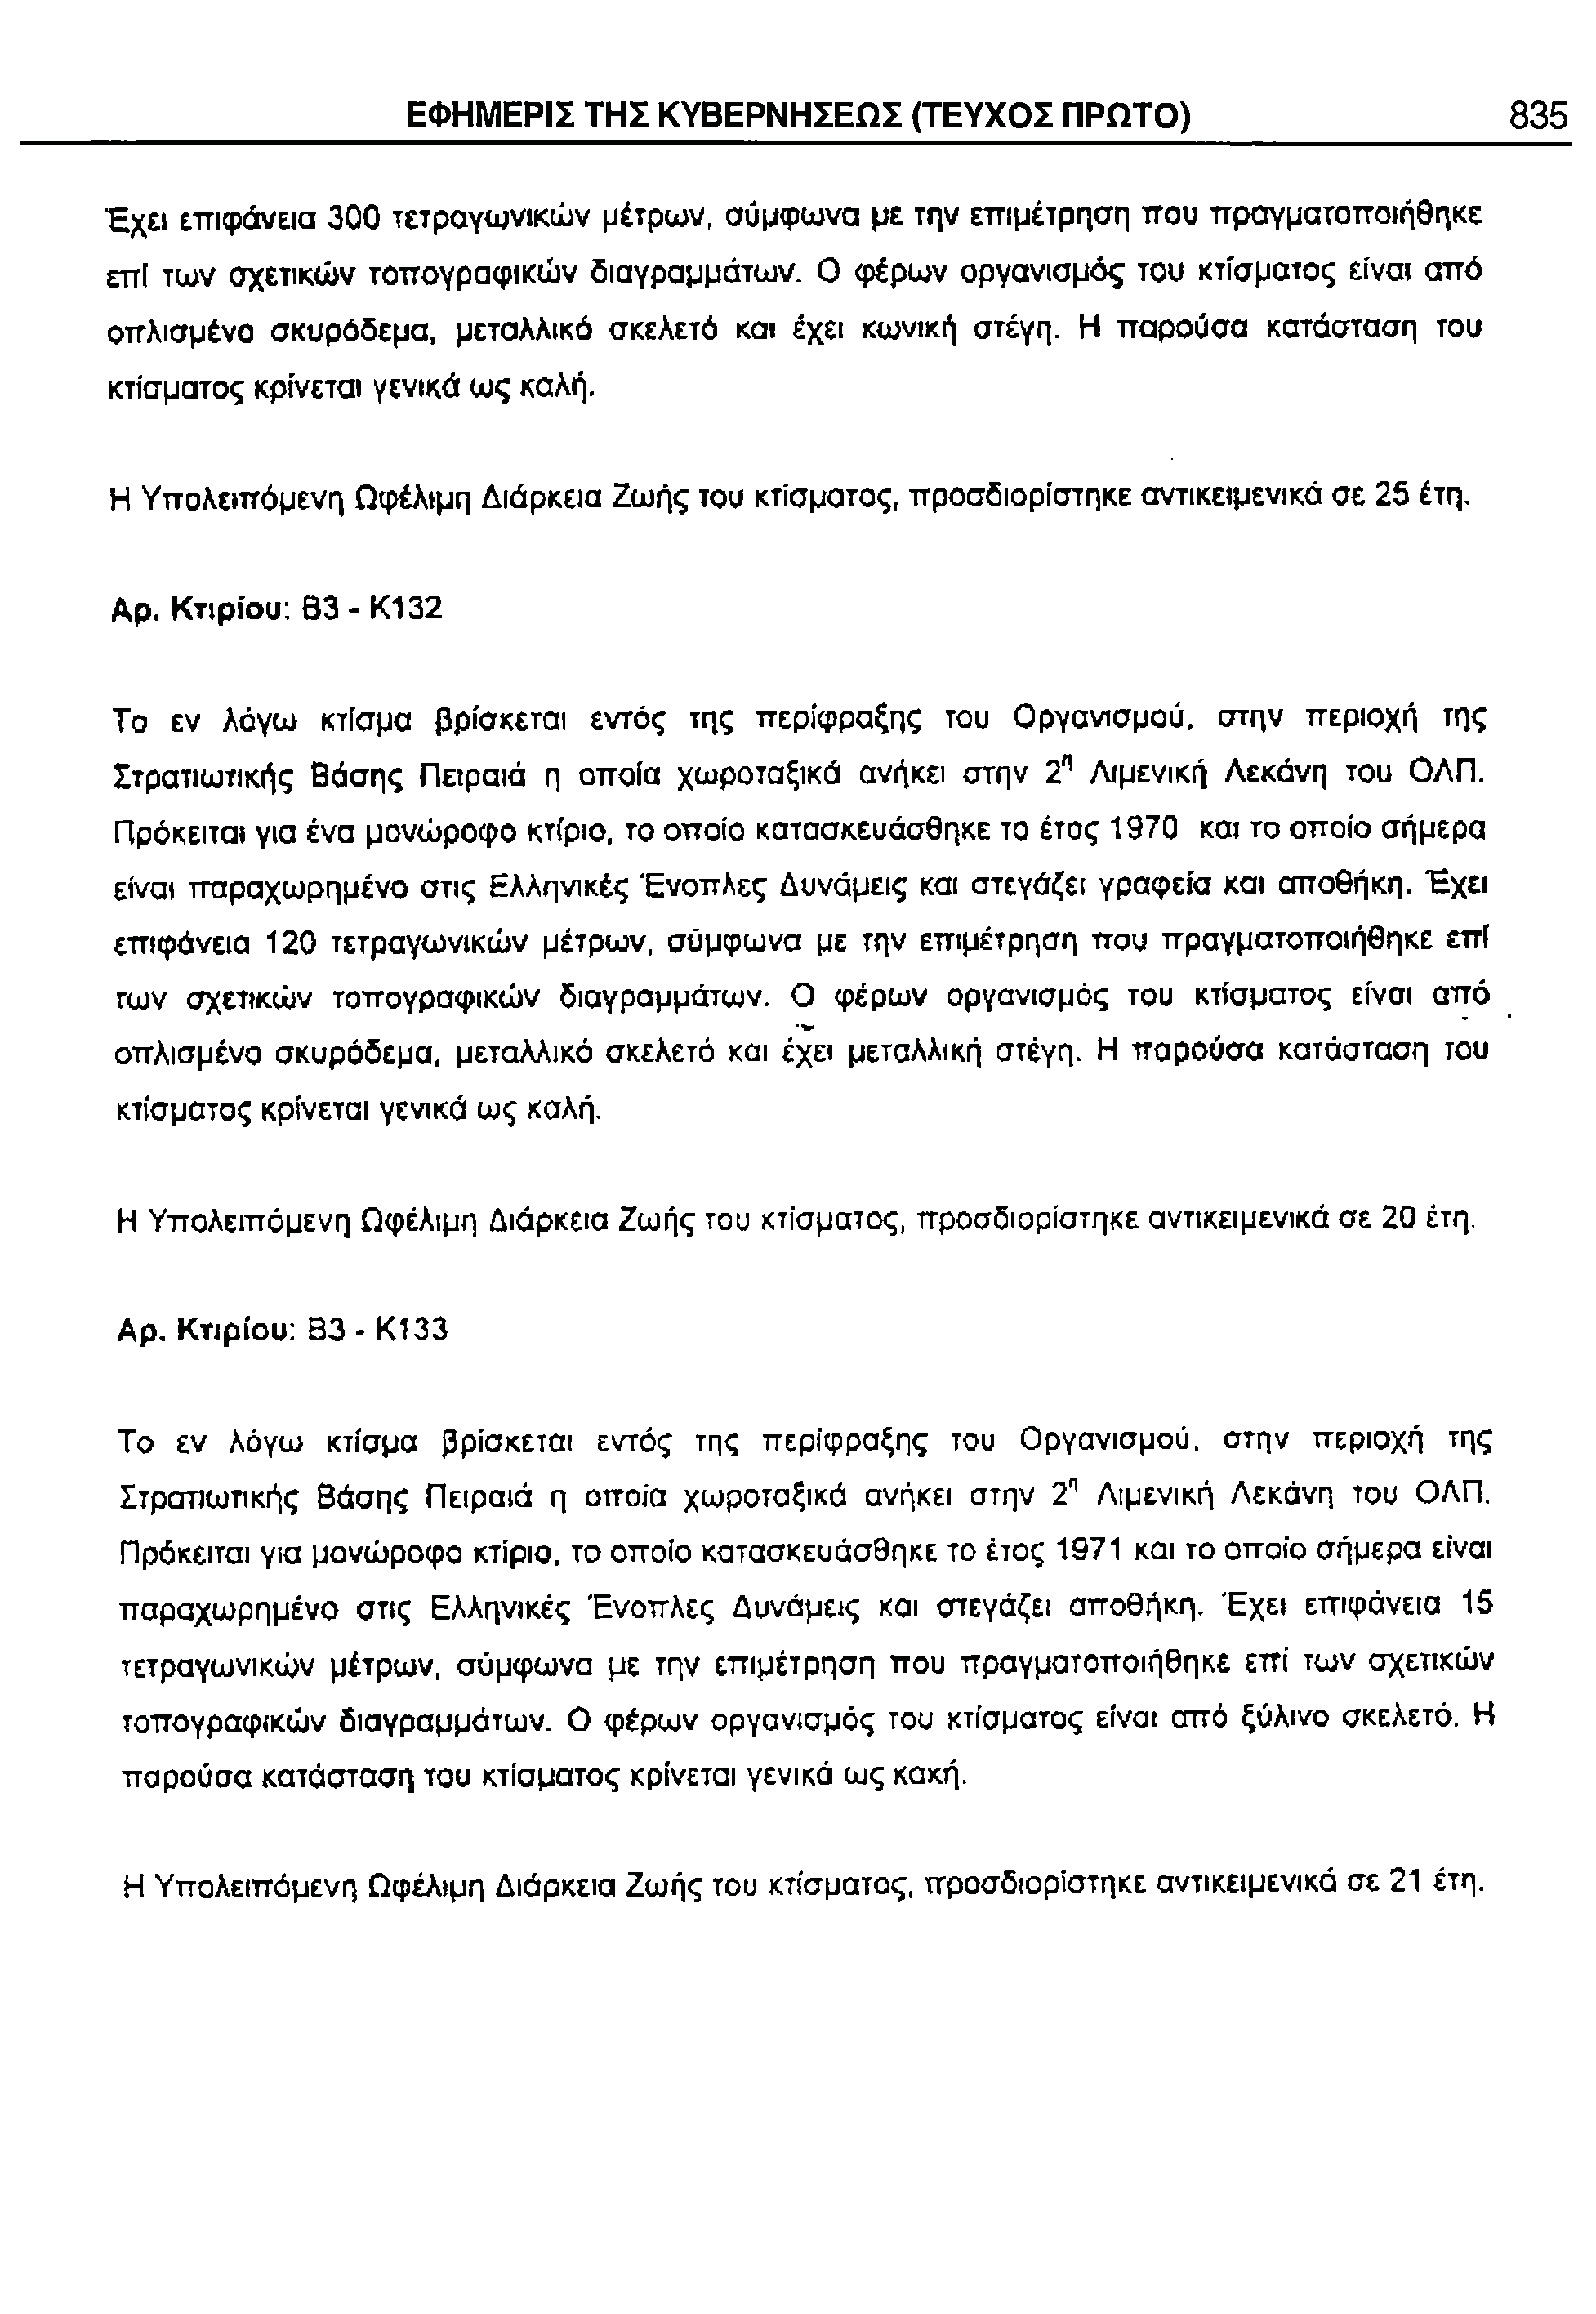 ΕΦΗΜΕΡΙΣ ΤΗΣ ΚΥΒΕΡΝΗΣΕΩΣ (ΤΕΥΧΟΣ ΠΡΩΤΟ) 835
Έχει επιφάνεια 300 τετραγωνικών μέτρων, σύμφωνα με την επιμέτρηση που πραγματοποιήθηκε
επί των σχετικών τοπογραφικών διαγραμμάτων. Ο φέρων οργανισμός του κτίσματος είναι από
οπλισμένο σκυρόδεμα, μεταλλικό σκελετό και έχει κωνική στέγη. Η παρούσα κατάσταση του
κτίσματος κρίνεται γενικά ως καλή.
Η Υπολειπόμενη Ωφέλιμη Διάρκεια Ζωής του κτίσματος, προσδιορίστηκε αντικειμενικά σε 25 έτη.
Αρ. Κτιρίου: Β3 - Κ132
Το εν λόγω κτίσμα βρίσκεται εντός της περίφραξης του Οργανισμού, στην περιοχή της
Στρατιωτικής Βάσης Πειραιά η οποία χωροταξικά ανήκει στην 2η Λιμενική Λεκάνη του ΟΛΠ.
Πρόκειται για ένα μονώροφο κτίριο, το οποίο κατασκευάσθηκε το έτος 1970 και το οποίο σήμερα
είναι παραχωρημένο στις Ελληνικές Ένοπλες Δυνάμεις και στεγάζει γραφεία και αποθήκη. Έχει
επιφάνεια 120 τετραγωνικών μέτρων, σύμφωνα με την επιμέτρηση που πραγματοποιήθηκε επί
των σχετικών τοπογραφικών διαγραμμάτων. Ο φέρων οργανισμός του κτίσματος είναι από
οπλισμένο σκυρόδεμα, μεταλλικό σκελετό και έχει μεταλλική στέγη. Η παρούσα κατάσταση του
κτίσματος κρίνεται γενικά ως καλή.
Η Υπολειπόμενη Ωφέλιμη Διάρκεια Ζωής του κτίσματος, προσδιορίστηκε αντικειμενικά σε 20 έτη.
Αρ. Κτιρίου: Β3 - Κ133
Το εν λόγω κτίσμα βρίσκεται εντός της περίφραξης του Οργανισμού, στην περιοχή της
Στρατιωτικής Βάσης Πειραιά η οποία χωροταξικά ανήκει στην 2η Λιμενική Λεκάνη του ΟΛΠ.
Πρόκειται για μονώροφο κτίριο, το οποίο κατασκευάσθηκε το έτος 1971 και το οποίο σήμερα είναι
παραχωρημένο στις Ελληνικές Ένοπλες Δυνάμεις και στεγάζει αποθήκη. Έχει επιφάνεια 15
τετραγωνικών μέτρων, σύμφωνα με την επιμέτρηση που πραγματοποιήθηκε επί των σχετικών
τοπογραφικών διαγραμμάτων. Ο φέρων οργανισμός του κτίσματος είναι από ξύλινο σκελετό. Η
παρούσα κατάσταση του κτίσματος κρίνεται γενικά ως κακή.
Η Υπολειπόμενη Ωφέλιμη Διάρκεια Ζωής του κτίσματος, προσδιορίστηκε αντικειμενικά σε 21 έτη.